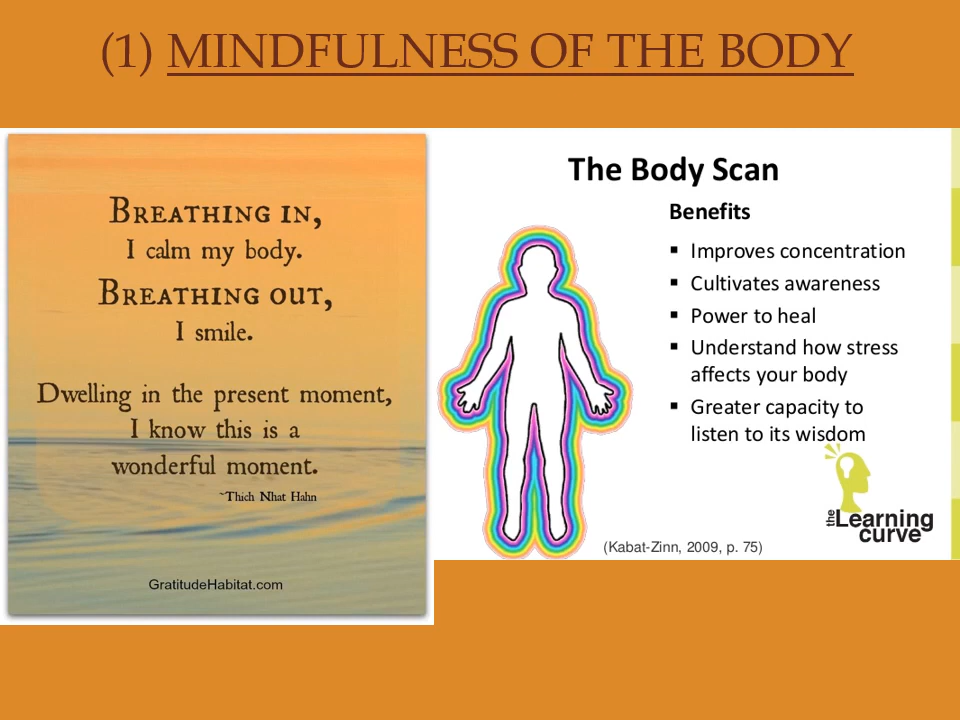 (1) MINDFULNESS OF THE BODY
BREATHING IN,
I calm my body.
BREATHING OUT,
I smile.
Dwelling in the present moment,
I know this is a
wonderful moment.
~Thich Nhat Hahn
GratitudeHabitat.com
The Body Scan
Benefits
▪ Improves concentration
▪ Cultivates awareness
▪ Power to heal
▪ Understand how stress
affects your body
▪ Greater capacity to
listen to its wisdom
the Learning
curve
(Kabat-Zinn, 2009, p. 75)